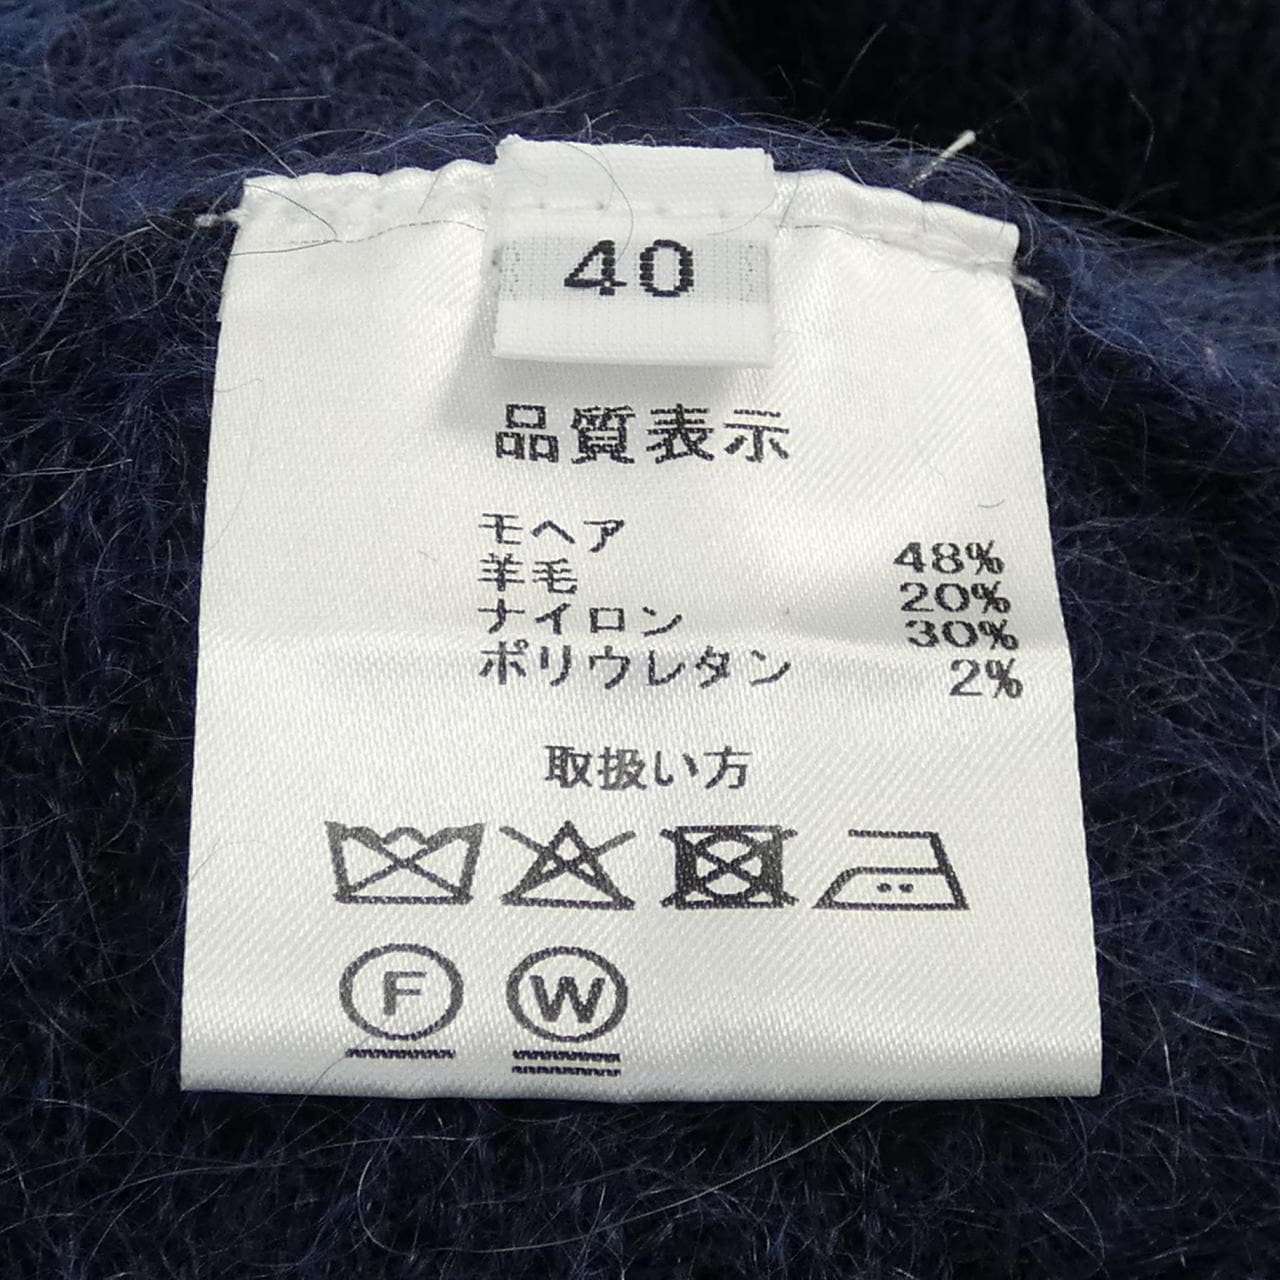 40
品質表示
モヘア 48%
羊毛 20%
ナイロン 30%
ポリウレタン 2%
取扱い方
F W